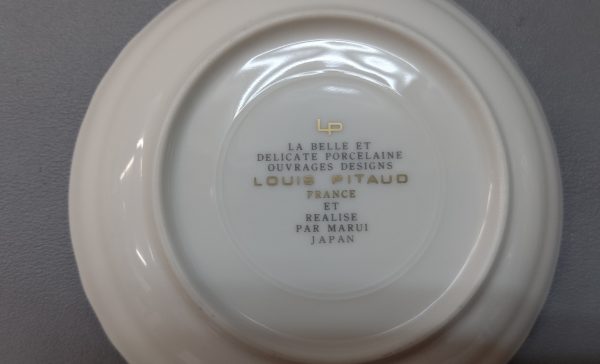 LP
LA BELLE ET
DELICATE PORCELAINE
OUVRAGES DESIGNS
LOUIS PITAUD
FRANCE
ET
REALISE
PAR MARUI
JAPAN